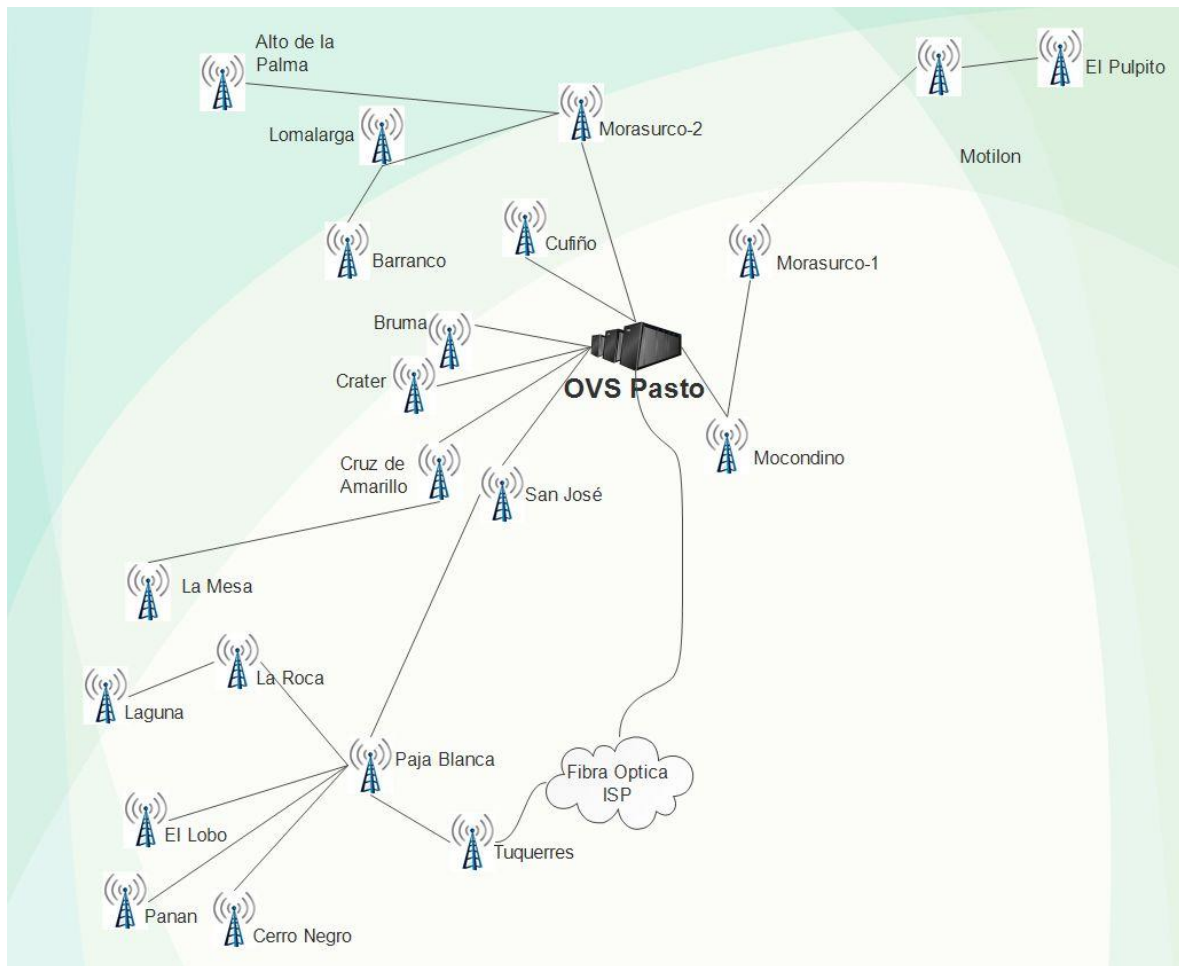 Alto de la
Palma
El Pulpito
Lomalarga
Morasurco-2
Motilon
Cufiño
Barranco
Morasurco-1
Bruma
Crater
OVS Pasto
Cruz de
Amarillo
Mocondino
San José
La Mesa
La Roca
Laguna
Paja Blanca
Fibra Optica
ISP
El Lobo
Tuquerres
Panan
Cerro Negro